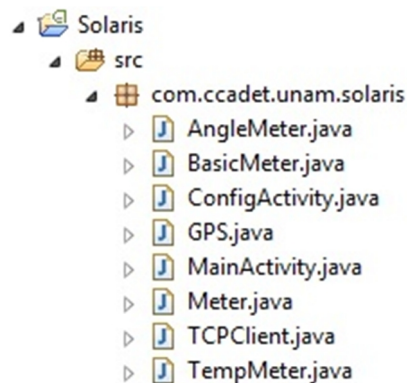 Solaris
src
com.ccadet.unam.solaris
AngleMeter.java
BasicMeter.java
ConfigActivity.java
GPS.java
MainActivity.java
Meter.java
TCPClient.java
TempMeter.java